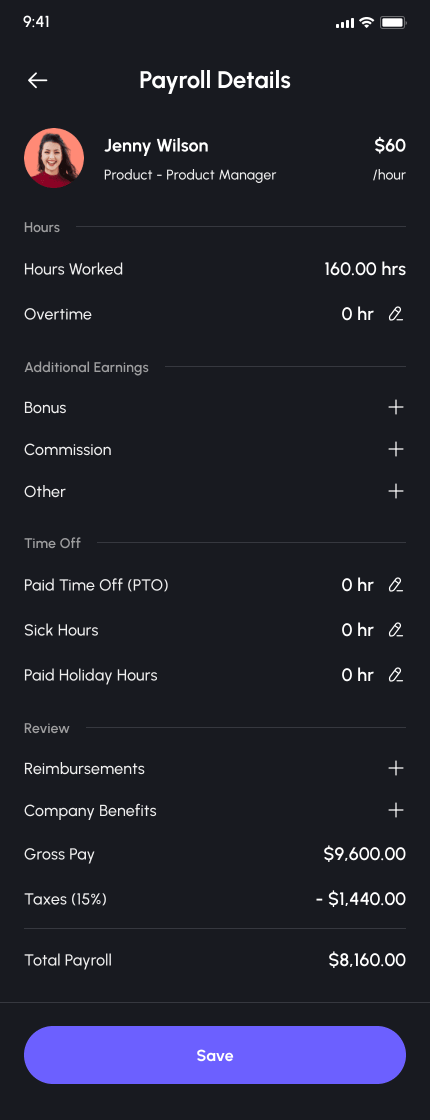 9:41
Payroll Details
Jenny Wilson $60
Product - Product Manager /hour
Hours
Hours Worked 160.00 hrs
Overtime 0 hr
Additional Earnings
Bonus
Commission
Other
Time Off
Paid Time Off (PTO) 0 hr
Sick Hours 0 hr
Paid Holiday Hours 0 hr
Review
Reimbursements
Company Benefits
Gross Pay $9,600.00
Taxes (15%) - $1,440.00
Total Payroll $8,160.00
Save